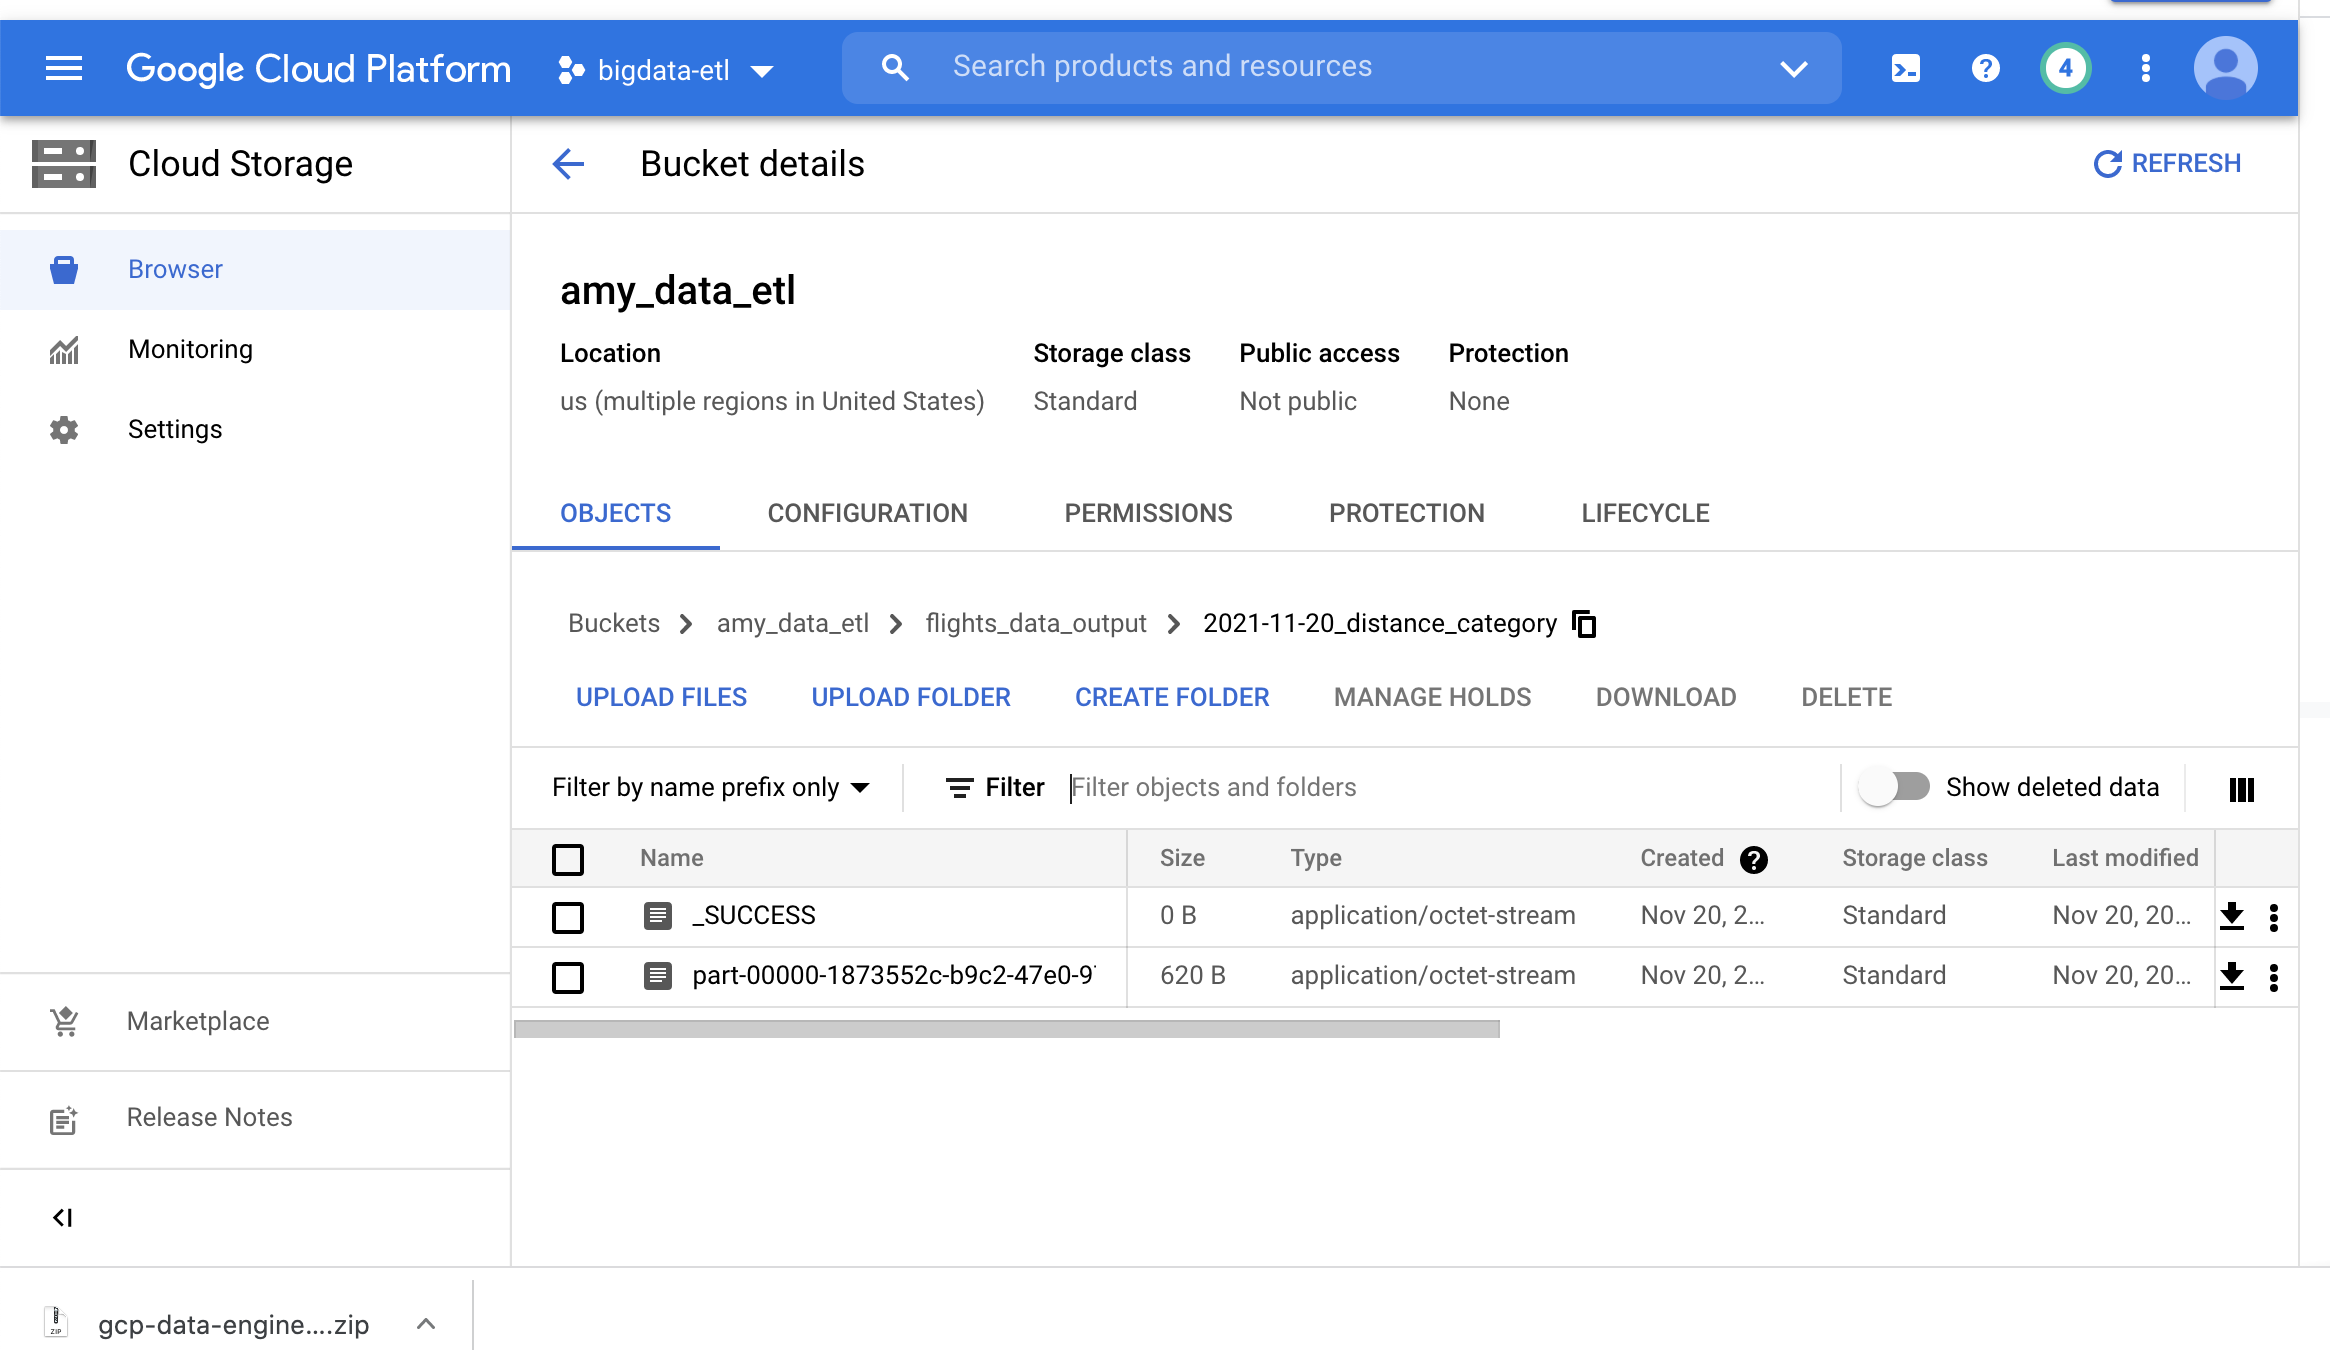 Google Cloud Platform
bigdata-etl
Search products and resources
?
4
Cloud Storage
Bucket details
REFRESH
Browser
Monitoring
Settings
amy_data_etl
Location Storage class Public access Protection
us (multiple regions in United States) Standard Not public None
OBJECTS CONFIGURATION PERMISSIONS PROTECTION LIFECYCLE
Buckets > amy_data_etl > flights_data_output > 2021-11-20_distance_category
UPLOAD FILES UPLOAD FOLDER CREATE FOLDER MANAGE HOLDS DOWNLOAD DELETE
Filter by name prefix only Filter Filter objects and folders Show deleted data
Name Size Type Created ? Storage class Last modified
_SUCCESS 0 B application/octet-stream Nov 20, 2... Standard Nov 20, 20...
part-00000-1873552c-b9c2-47e0-9 620 B application/octet-stream Nov 20, 2... Standard Nov 20, 20...
Marketplace
Release Notes
ZIP
gcp-data-engine....zip